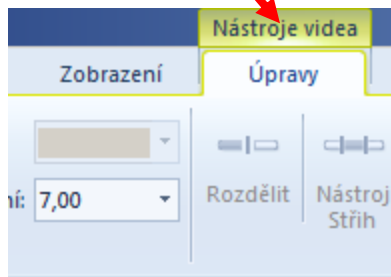 Nástroje videa
Zobrazení Úpravy
ní: 7,00
Rozdělit Nástroj
Střih